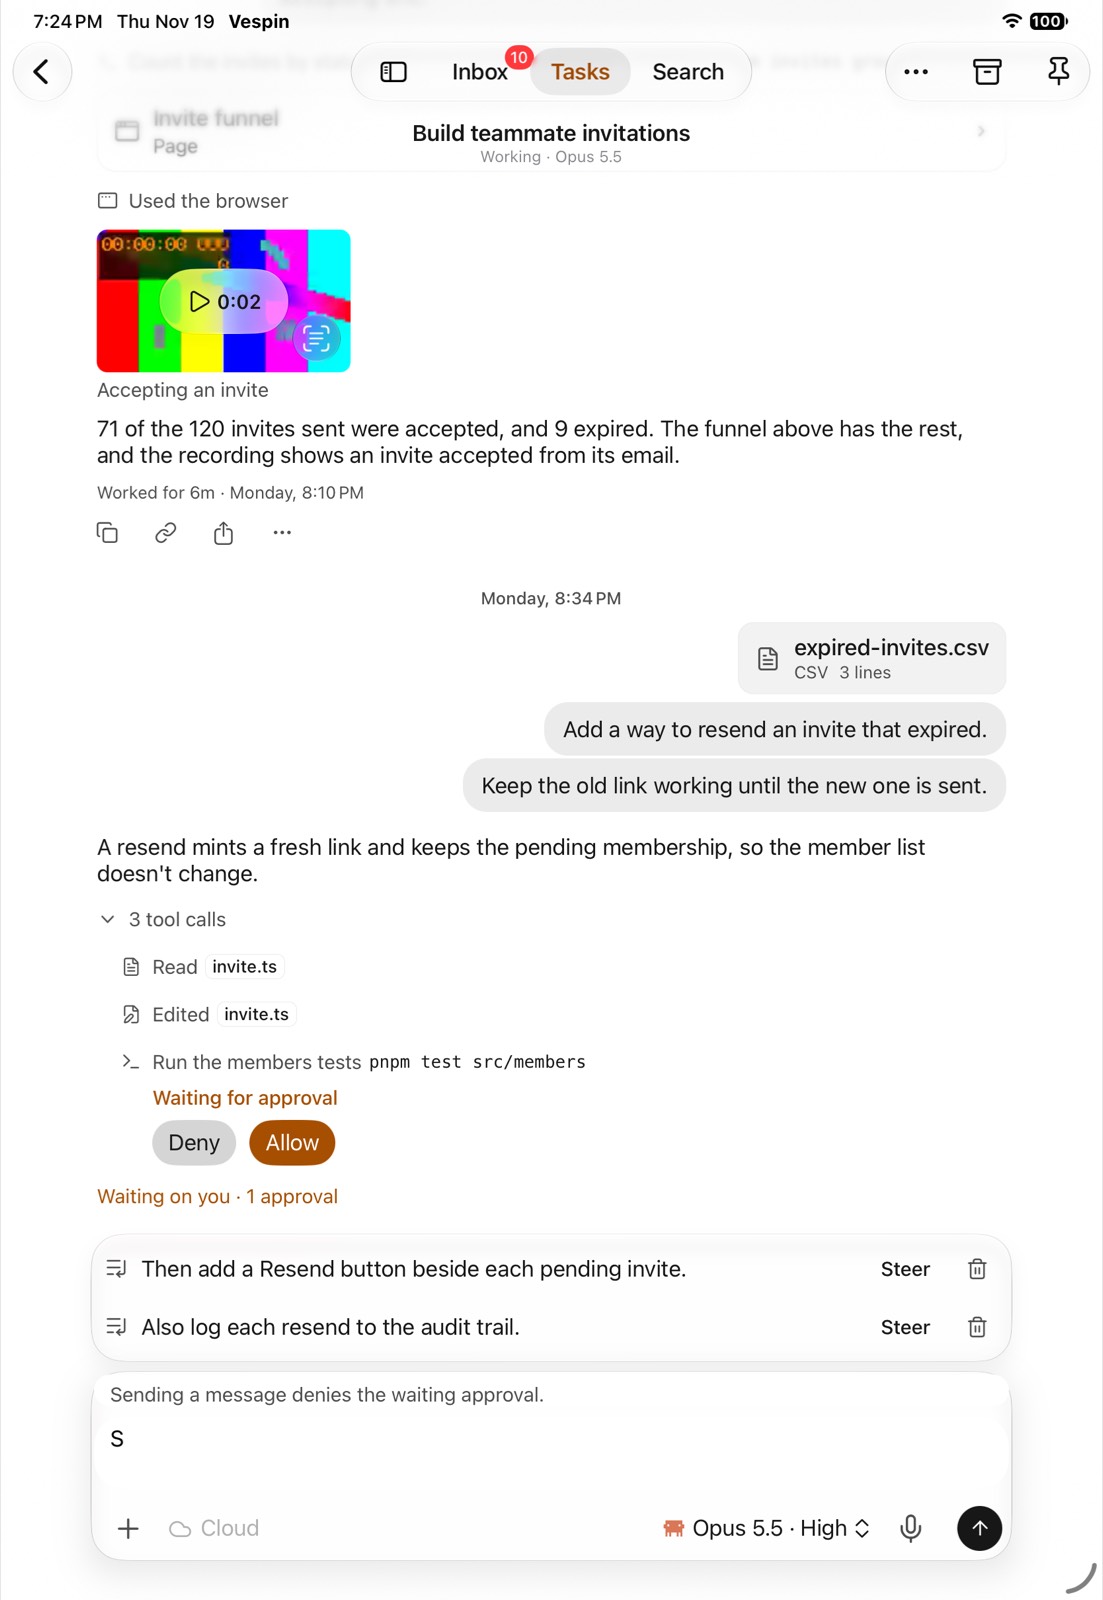 7:24 PM Thu Nov 19 Vespin
100
Inbox 10 Tasks Search
Invite funnel
Page
Build teammate invitations
Working · Opus 5.5
Used the browser
00:00:00
0:02
Accepting an invite
71 of the 120 invites sent were accepted, and 9 expired. The funnel above has the rest,
and the recording shows an invite accepted from its email.
Worked for 6m · Monday, 8:10 PM
Monday, 8:34 PM
expired-invites.csv
CSV 3 lines
Add a way to resend an invite that expired.
Keep the old link working until the new one is sent.
A resend mints a fresh link and keeps the pending membership, so the member list
doesn't change.
3 tool calls
Read invite.ts
Edited invite.ts
Run the members tests pnpm test src/members
Waiting for approval
Deny Allow
Waiting on you · 1 approval
Then add a Resend button beside each pending invite. Steer
Also log each resend to the audit trail. Steer
Sending a message denies the waiting approval.
S
Cloud Opus 5.5 · High